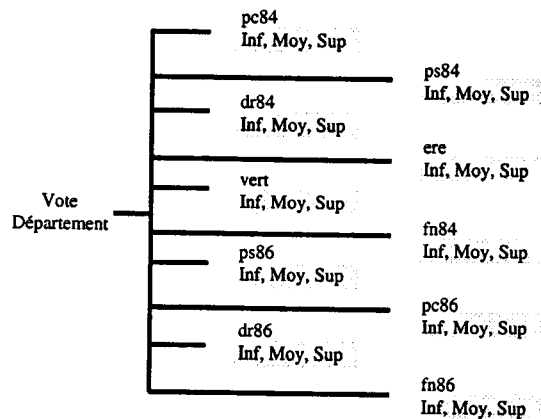 pc84
Inf, Moy, Sup
ps84
Inf, Moy, Sup
dr84
Inf, Moy, Sup
ere
Inf, Moy, Sup
vert
Inf, Moy, Sup
Vote
Département
fn84
Inf, Moy, Sup
ps86
Inf, Moy, Sup
pc86
Inf, Moy, Sup
dr86
Inf, Moy, Sup
fn86
Inf, Moy, Sup